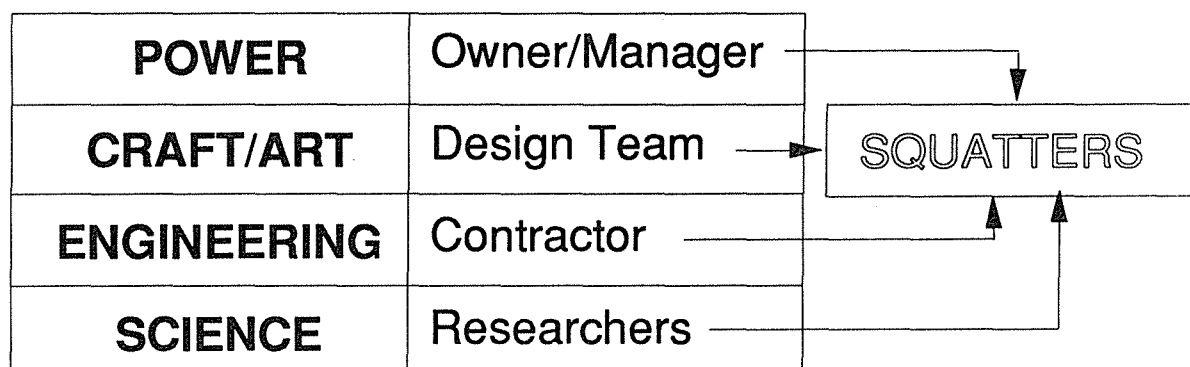 POWER Owner/Manager
CRAFT/ART Design Team SQUATTERS
ENGINEERING Contractor
SCIENCE Researchers